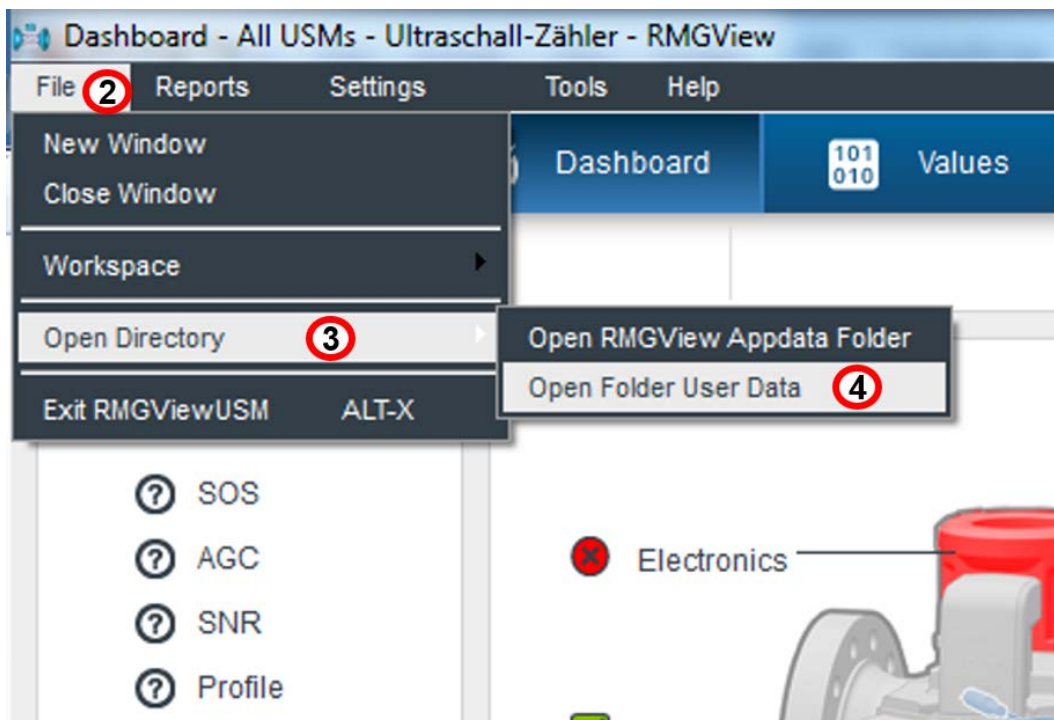 Dashboard - All USMs - Ultraschall-Zähler - RMGView
File 2 Reports Settings Tools Help
New Window
Close Window
Dashboard
101
010
Values
Workspace
Open Directory 3
Open RMGView Appdata Folder
Open Folder User Data 4
Exit RMGViewUSM ALT-X
? SOS
? AGC
? SNR
? Profile
Electronics